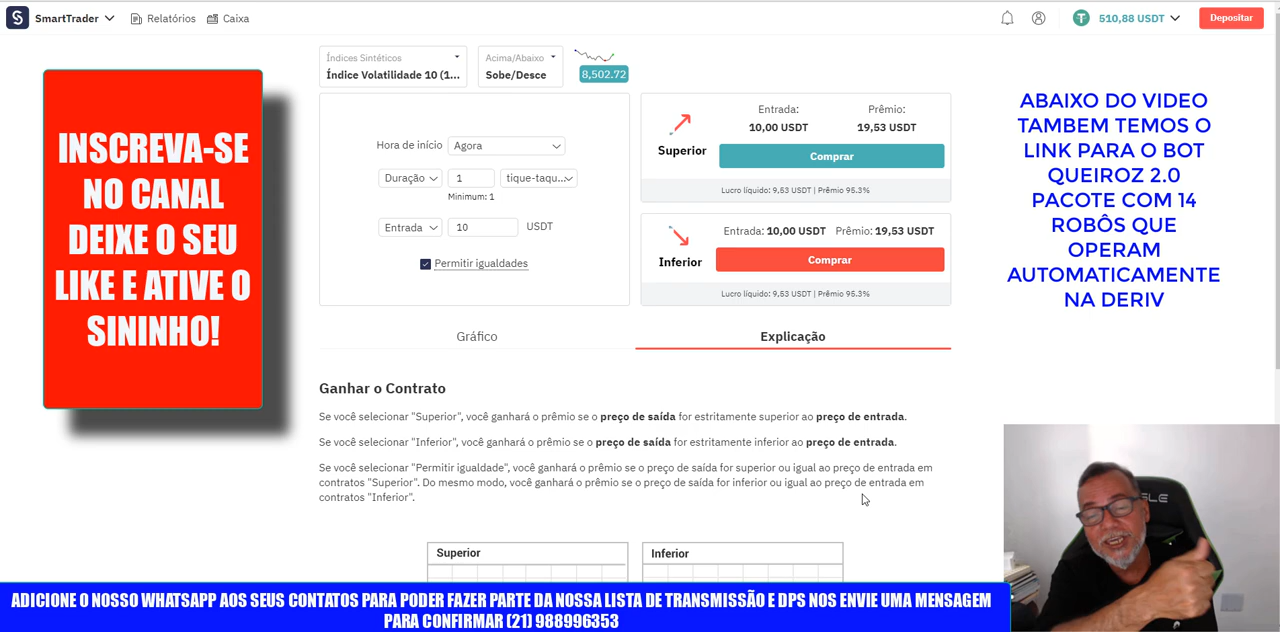 SmartTrader
Relatórios
Caixa
510,88 USDT
Depositar
INSCREVA-SE
NO CANAL
DEIXE O SEU
LIKE E ATIVE O
SININHO!
Índices Sintéticos
Índice Volatilidade 10 (1...
Acima/Abaixo
Sobe/Desce
8,502.72
Hora de início
Agora
Duração
1
tique-taqu...
Minimum: 1
Entrada
10
USDT
Permitir igualdades
Superior
Entrada:
10,00 USDT
Prêmio:
19,53 USDT
Comprar
Lucro líquido: 9,53 USDT | Prêmio 95.3%
Inferior
Entrada: 10,00 USDT Prêmio: 19,53 USDT
Comprar
Lucro líquido: 9,53 USDT | Prêmio 95.3%
ABAIXO DO VIDEO
TAMBEM TEMOS O
LINK PARA O BOT
QUEIROZ 2.0
PACOTE COM 14
ROBÔS QUE
OPERAM
AUTOMATICAMENTE
NA DERIV
Gráfico
Explicação
Ganhar o Contrato
Se você selecionar "Superior", você ganhará o prêmio se o preço de saída for estritamente superior ao preço de entrada.
Se você selecionar "Inferior", você ganhará o prêmio se o preço de saída for estritamente inferior ao preço de entrada.
Se você selecionar "Permitir igualdade", você ganhará o prêmio se o preço de saída for superior ou igual ao preço de entrada em
contratos "Superior". Do mesmo modo, você ganhará o prêmio se o preço de saída for inferior ou igual ao preço de entrada em
contratos "Inferior".
Superior
Inferior
ADICIONE O NOSSO WHATSAPP AOS SEUS CONTATOS PARA PODER FAZER PARTE DA NOSSA LISTA DE TRANSMISSÃO E DPS NOS ENVIE UMA MENSAGEM
PARA CONFIRMAR (21) 988996353